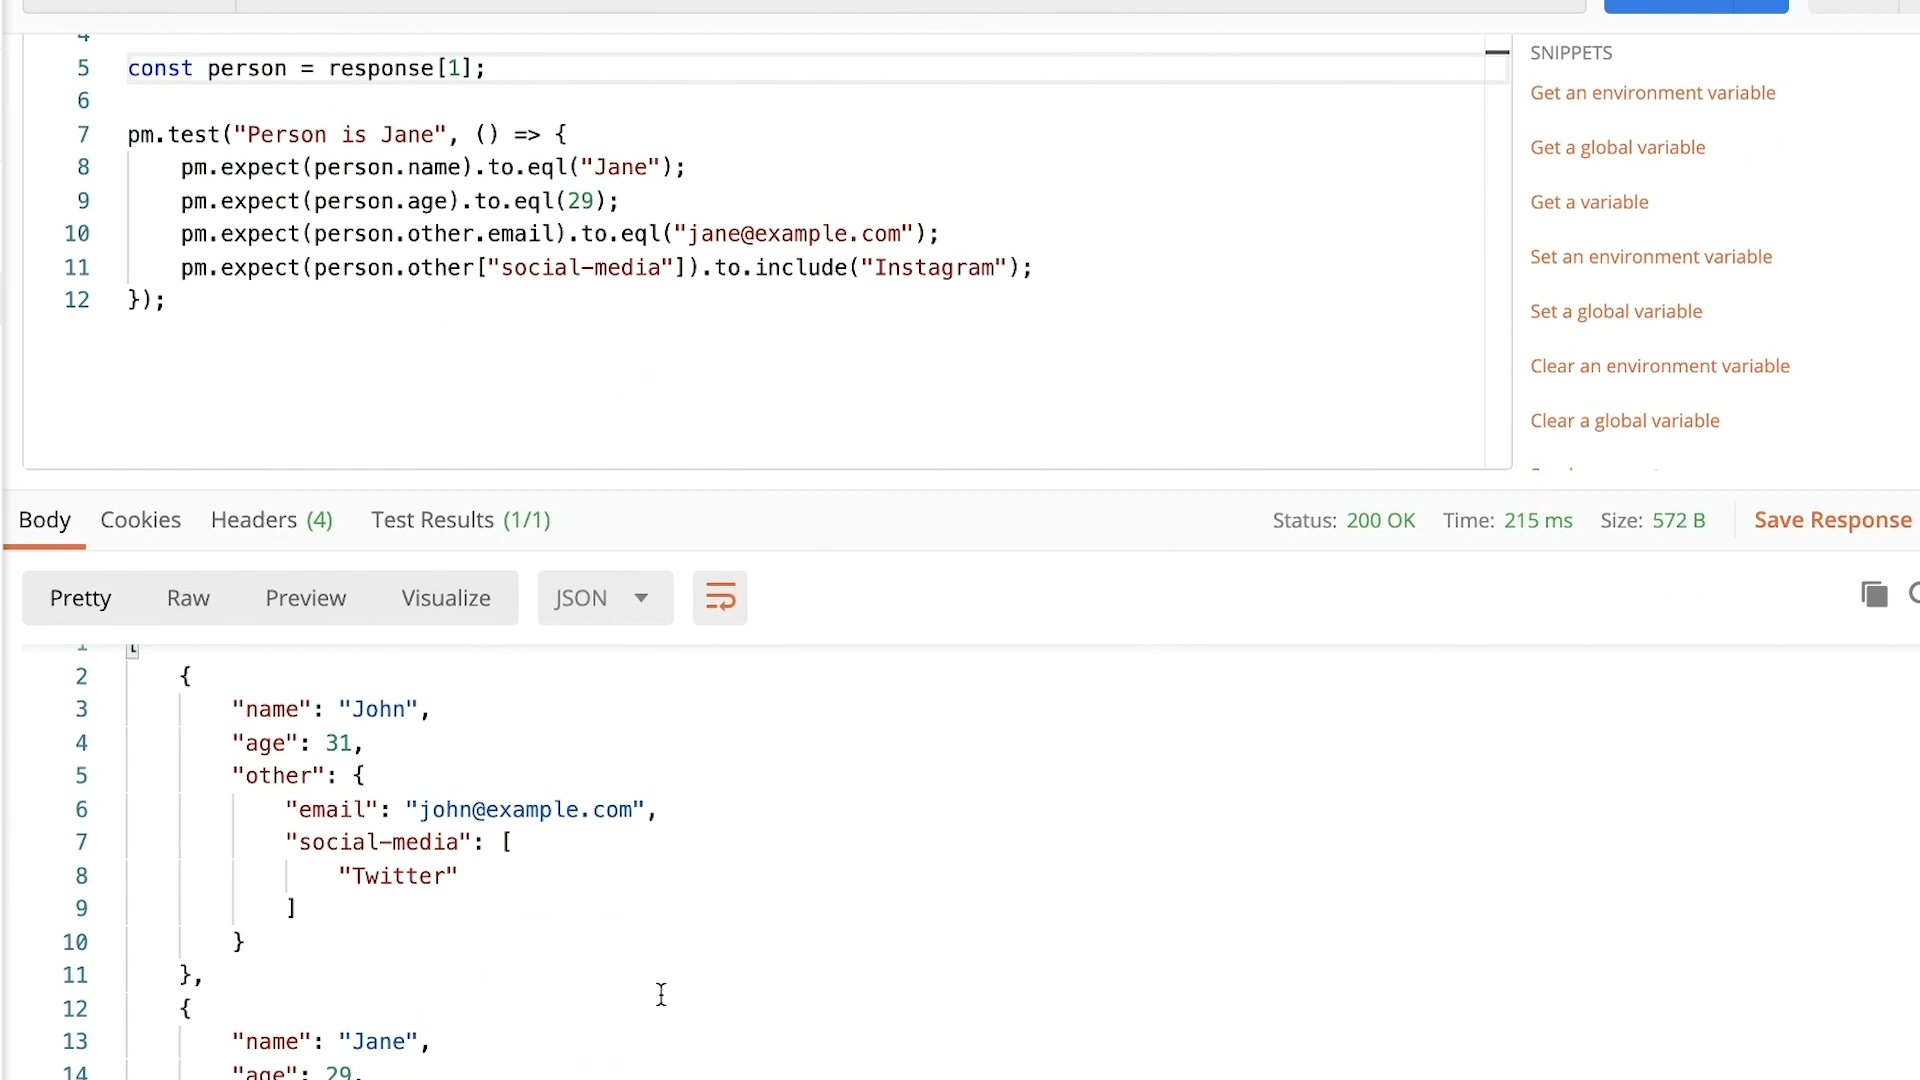 4
5 const person = response[1];
6
7 pm.test("Person is Jane", () => {
8 pm.expect(person.name).to.eql("Jane");
9 pm.expect(person.age).to.eql(29);
10 pm.expect(person.other.email).to.eql("jane@example.com");
11 pm.expect(person.other["social-media"]).to.include("Instagram");
12 });
SNIPPETS
Get an environment variable
Get a global variable
Get a variable
Set an environment variable
Set a global variable
Clear an environment variable
Clear a global variable
Body Cookies Headers (4) Test Results (1/1) Status: 200 OK Time: 215 ms Size: 572 B Save Response
Pretty Raw Preview Visualize JSON
1 [
2 {
3 "name": "John",
4 "age": 31,
5 "other": {
6 "email": "john@example.com",
7 "social-media": [
8 "Twitter"
9 ]
10 }
11 },
12 {
13 "name": "Jane",
14 "age": 29,